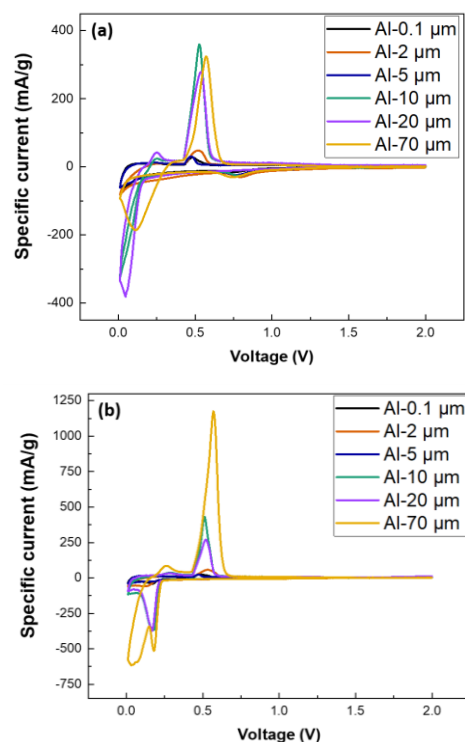 (a)
Al-0.1 µm
Al-2 µm
Al-5 µm
Al-10 µm
Al-20 µm
Al-70 µm
400
200
0
-200
-400
Specific current (mA/g)
0.0 0.5 1.0 1.5 2.0
Voltage (V)
(b)
Al-0.1 µm
Al-2 µm
Al-5 µm
Al-10 µm
Al-20 µm
Al-70 µm
1250
1000
750
500
250
0
-250
-500
-750
Specific current (mA/g)
0.0 0.5 1.0 1.5 2.0
Voltage (V)